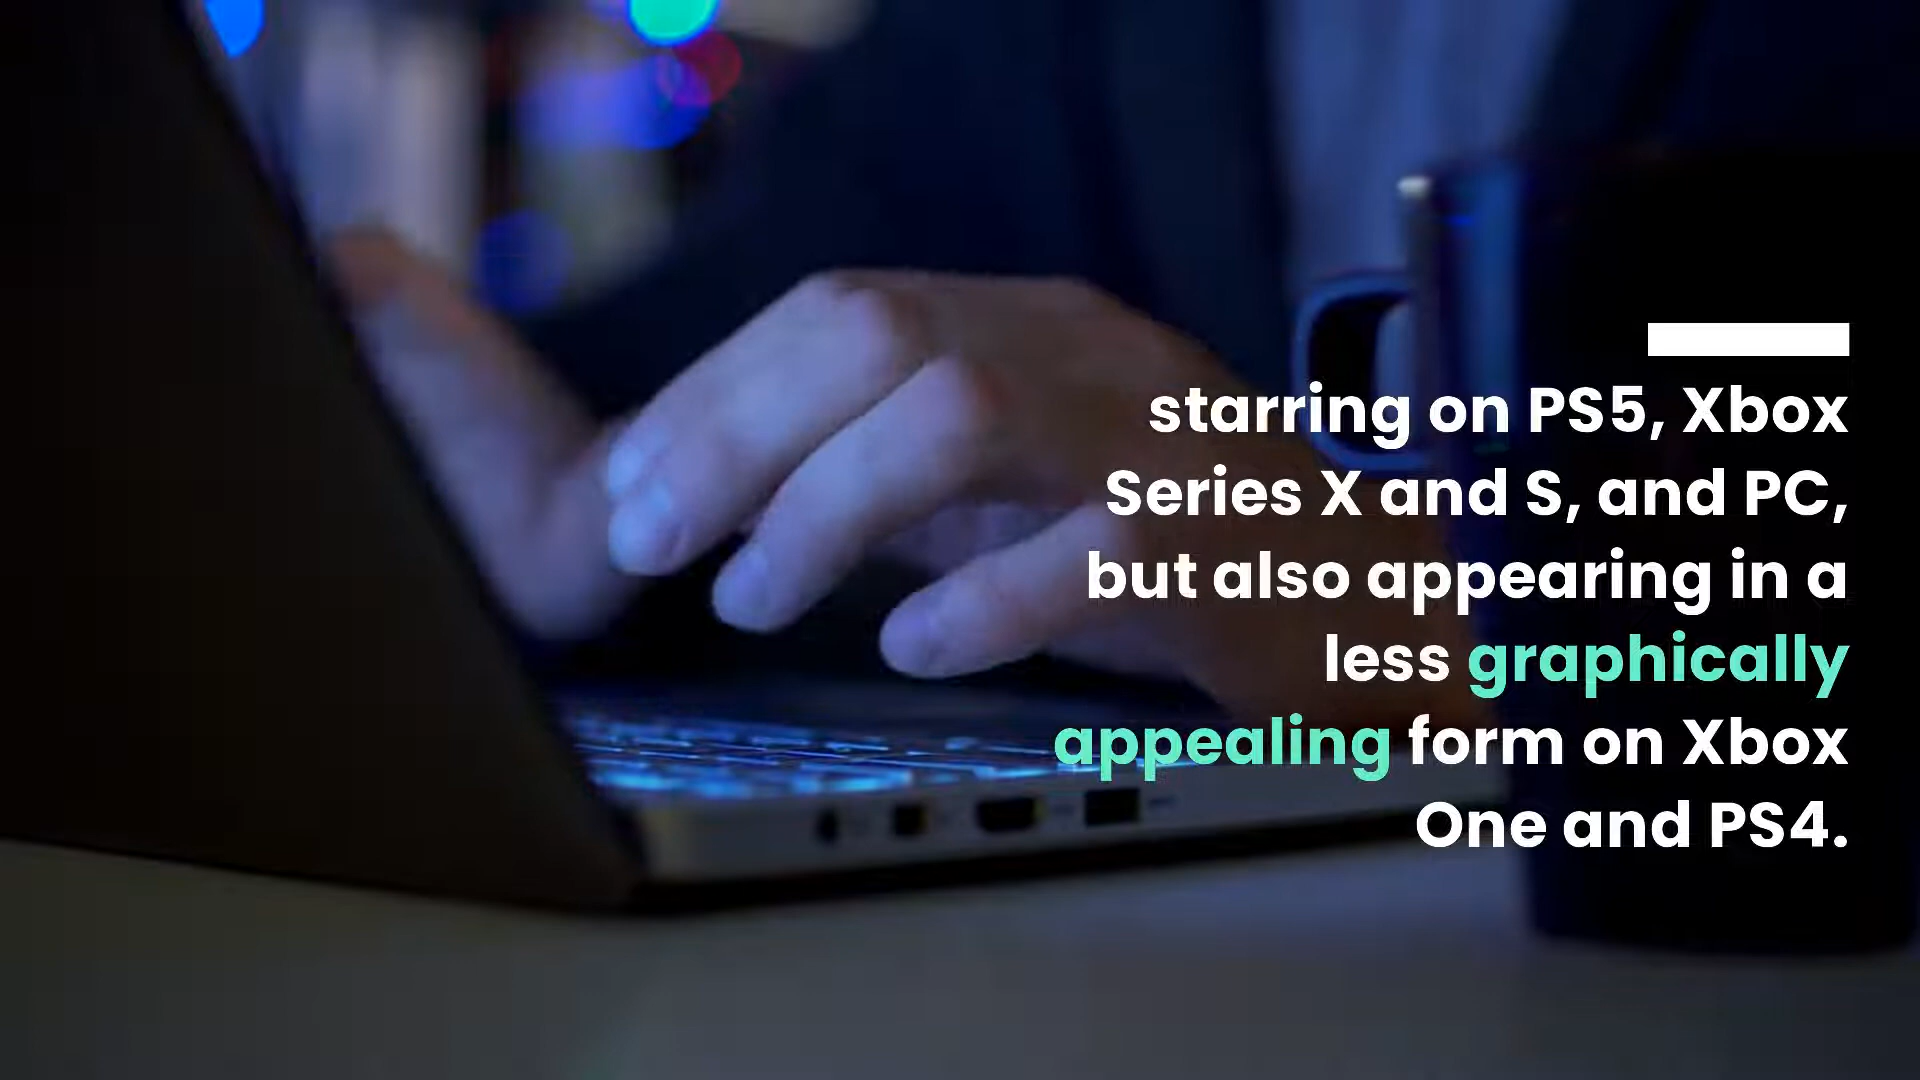 starring on PS5, Xbox
Series X and S, and PC,
but also appearing in a
less graphically
appealing form on Xbox
One and PS4.